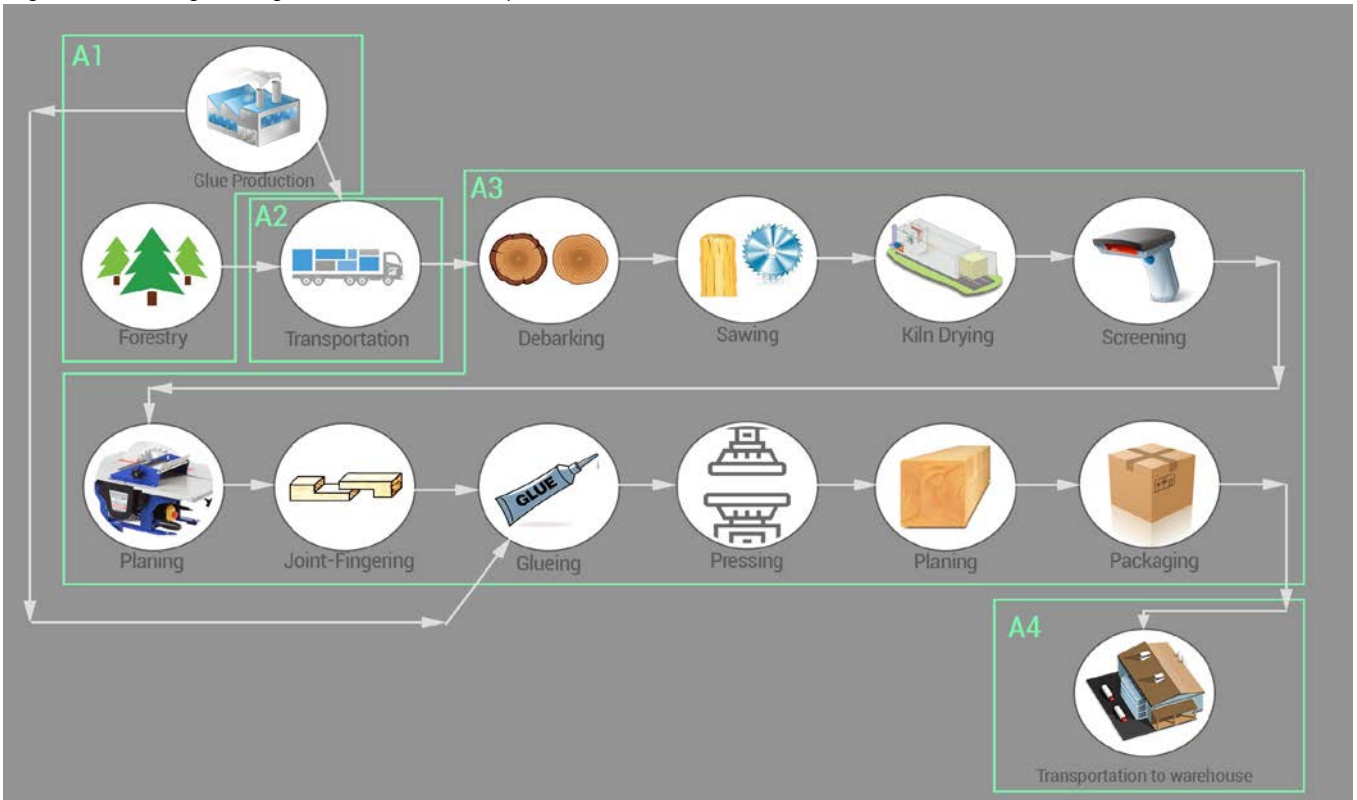 A1
Glue Production
A2
A3
Forestry
Transportation
Debarking
Sawing
Kiln Drying
Screening
GLUE
Planing
Joint-Fingering
Glueing
Pressing
Planing
Packaging
A4
Transportation to warehouse